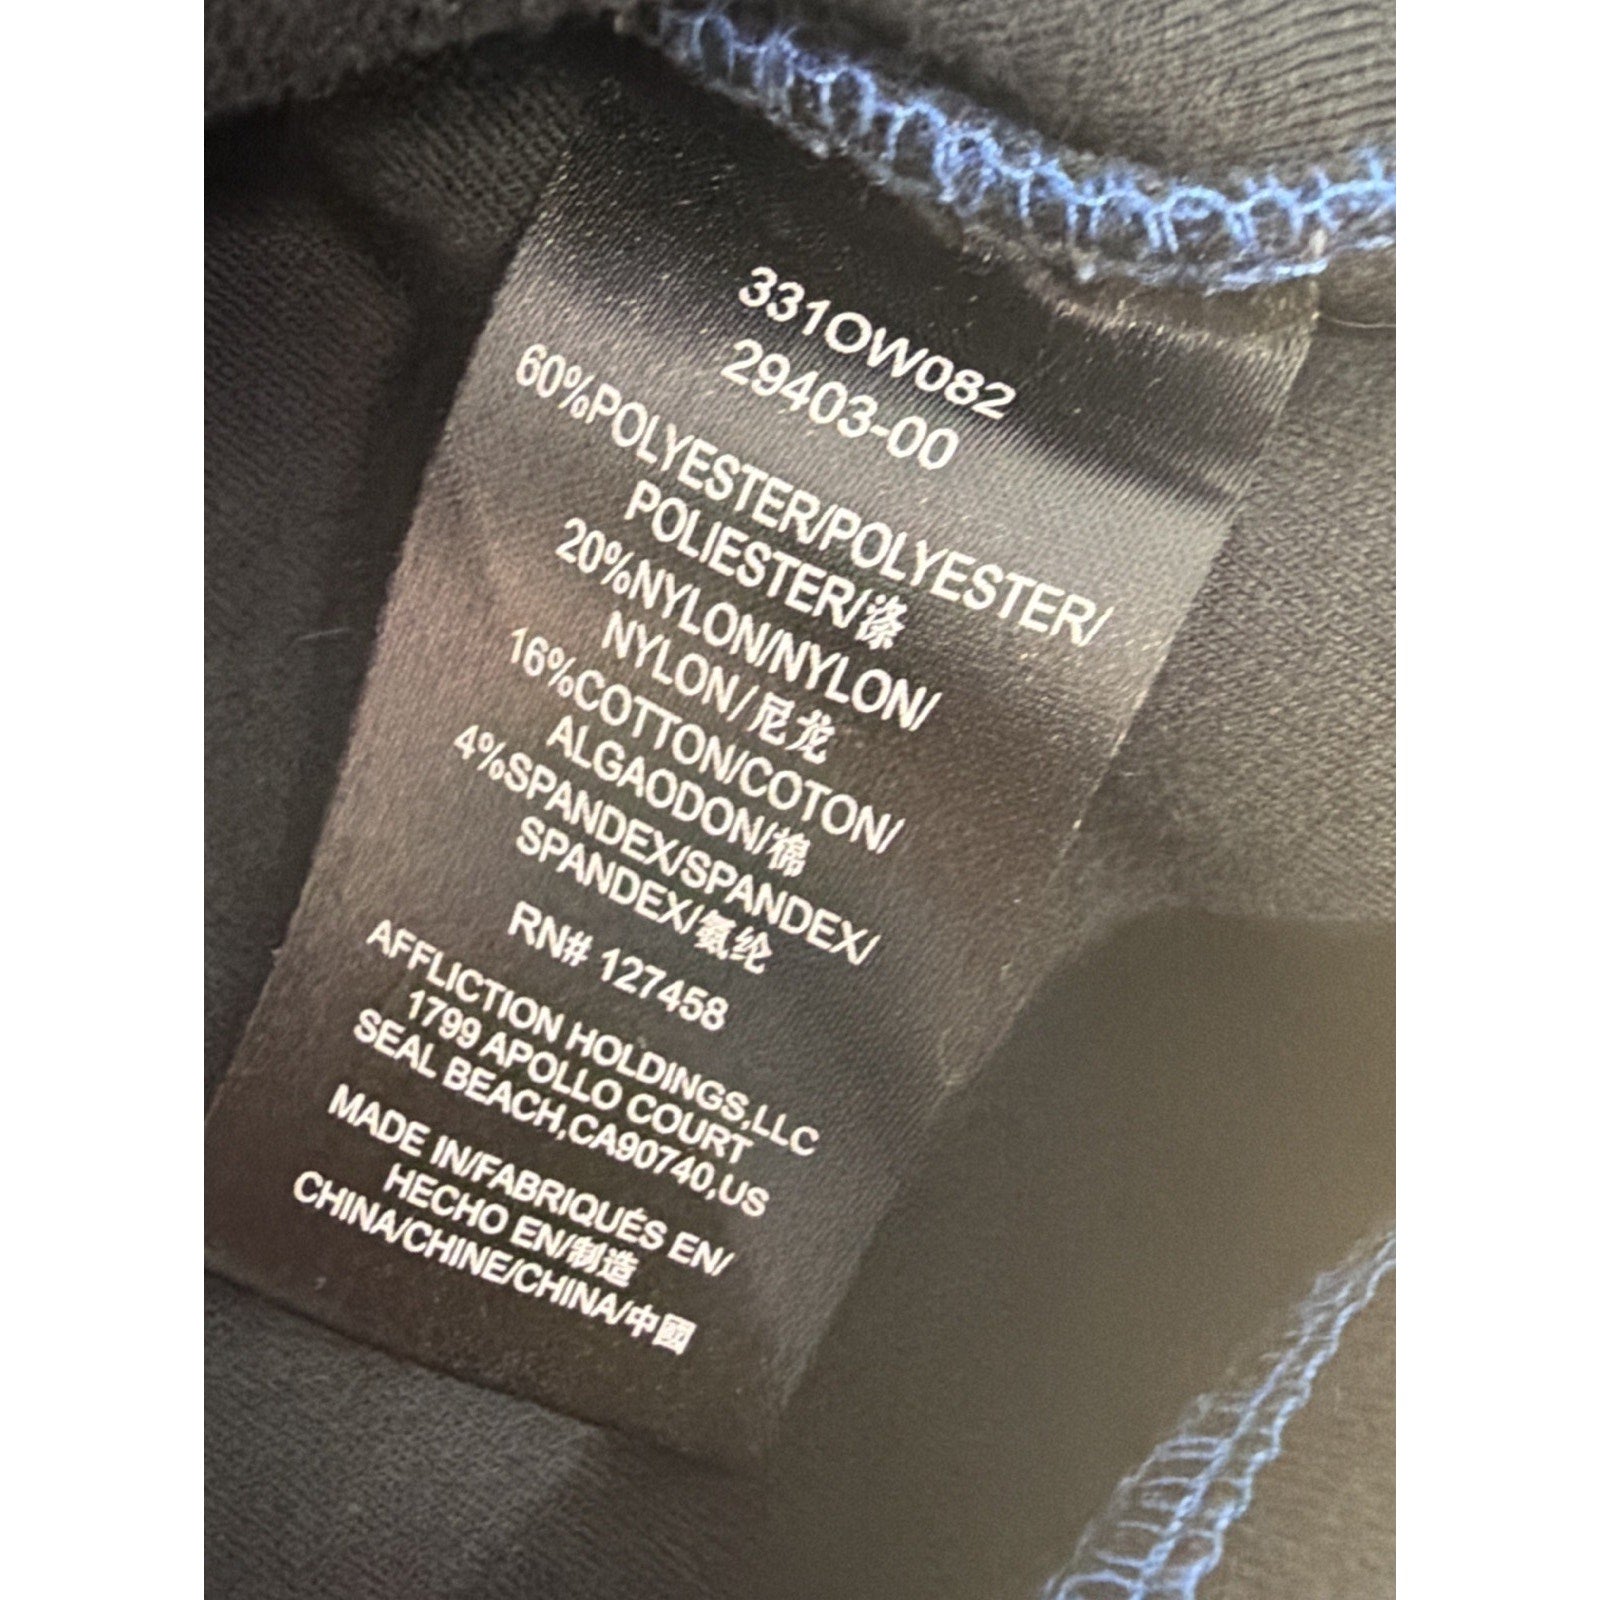 331OW082
29403-00
60%POLYESTER/POLYESTER/
POLIESTER/涤
20%NYLON/NYLON/
NYLON/尼龙
16%COTTON/COTON/
ALGAODON/棉
4%SPANDEX/SPANDEX/
SPANDEX/氨纶
RN# 127458
AFFLICTION HOLDINGS,LLC
1799 APOLLO COURT
SEAL BEACH,CA90740,US
MADE IN/FABRIQUÉS EN/
HECHO EN/制造
CHINA/CHINE/CHINA/中國